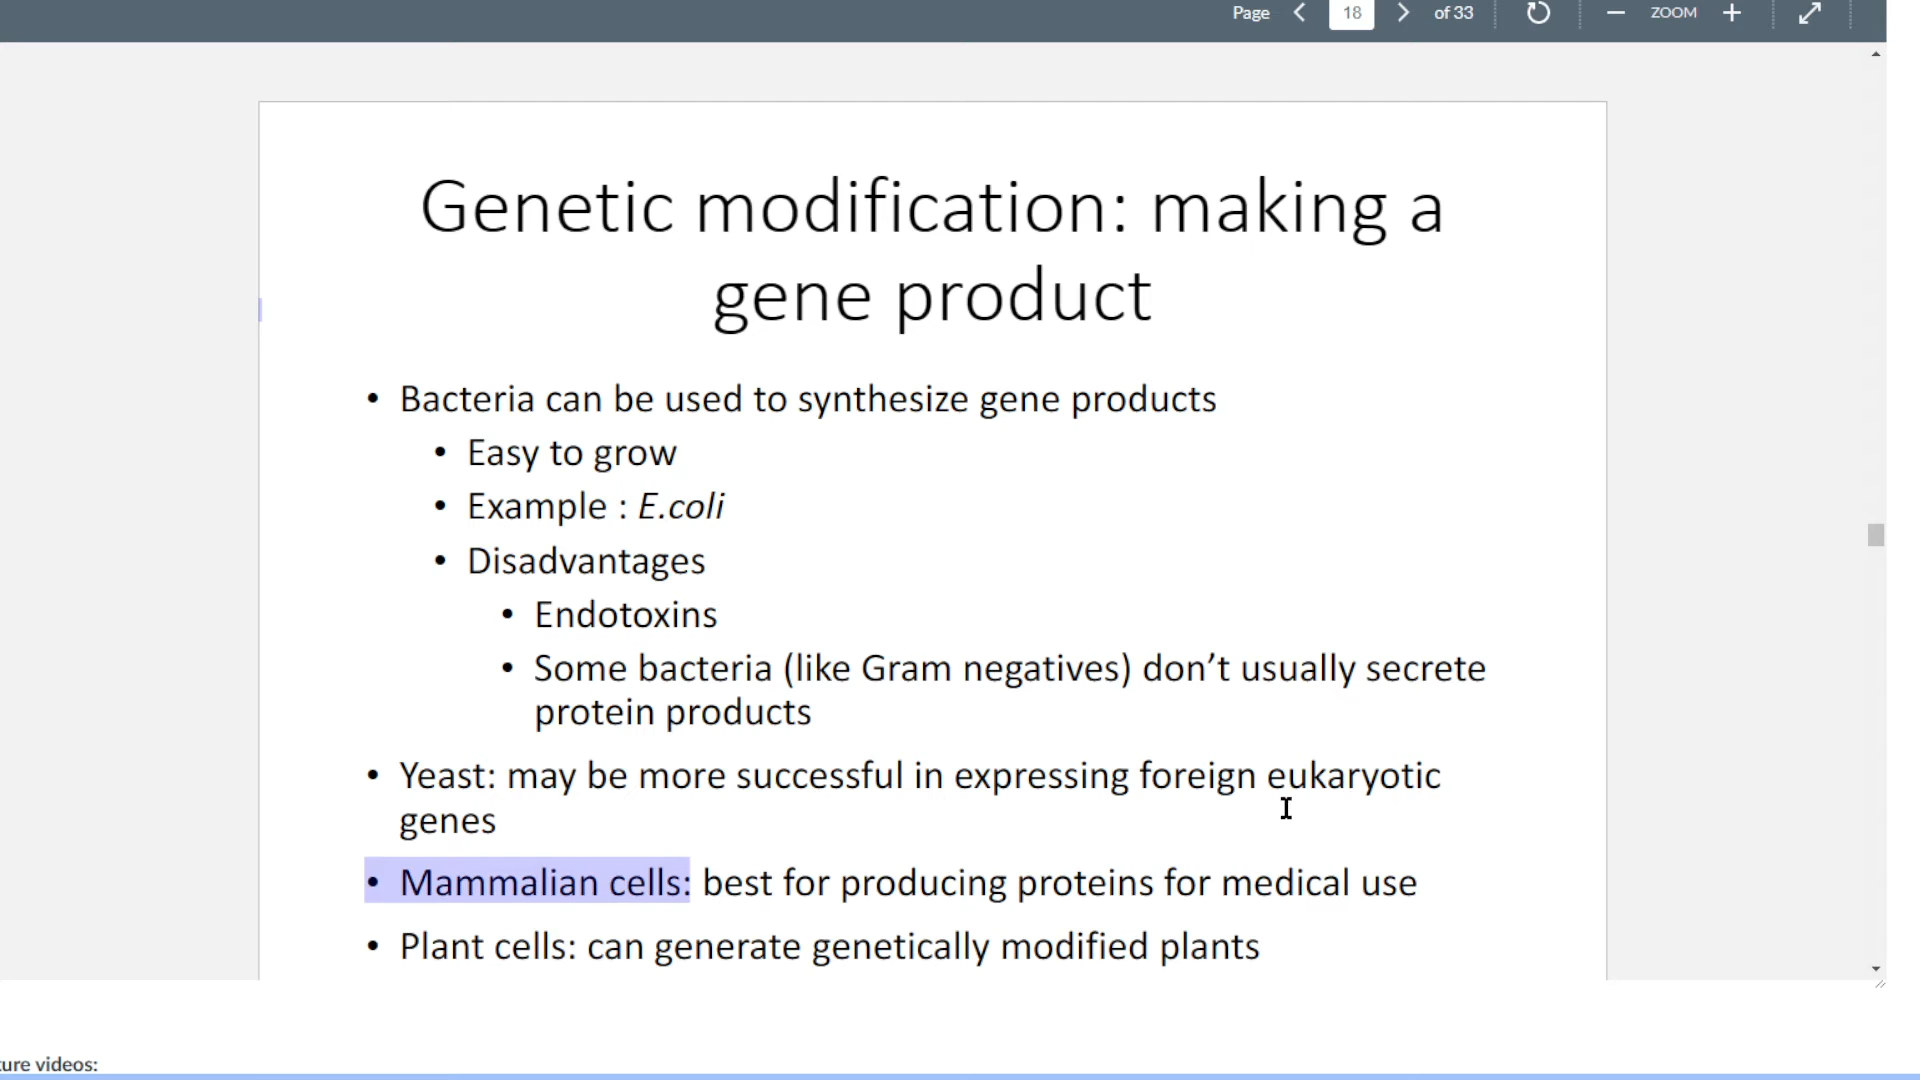 Page 18 of 33 ZOOM
Genetic modification: making a
gene product
• Bacteria can be used to synthesize gene products
• Easy to grow
• Example : E.coli
• Disadvantages
• Endotoxins
• Some bacteria (like Gram negatives) don’t usually secrete
protein products
• Yeast: may be more successful in expressing foreign eukaryotic
genes
• Mammalian cells: best for producing proteins for medical use
• Plant cells: can generate genetically modified plants
ture videos: